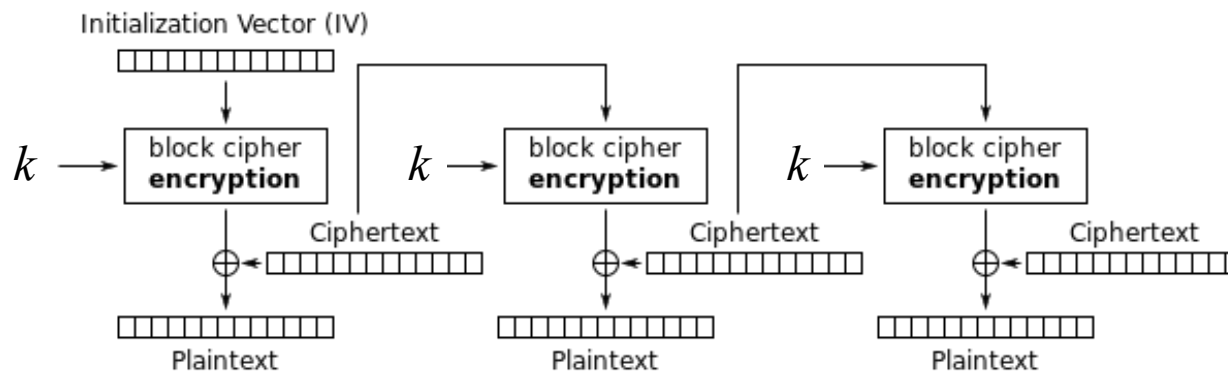 Initialization Vector (IV)
k
block cipher
encryption
k
block cipher
encryption
k
block cipher
encryption
Ciphertext
Ciphertext
Ciphertext
Plaintext
Plaintext
Plaintext